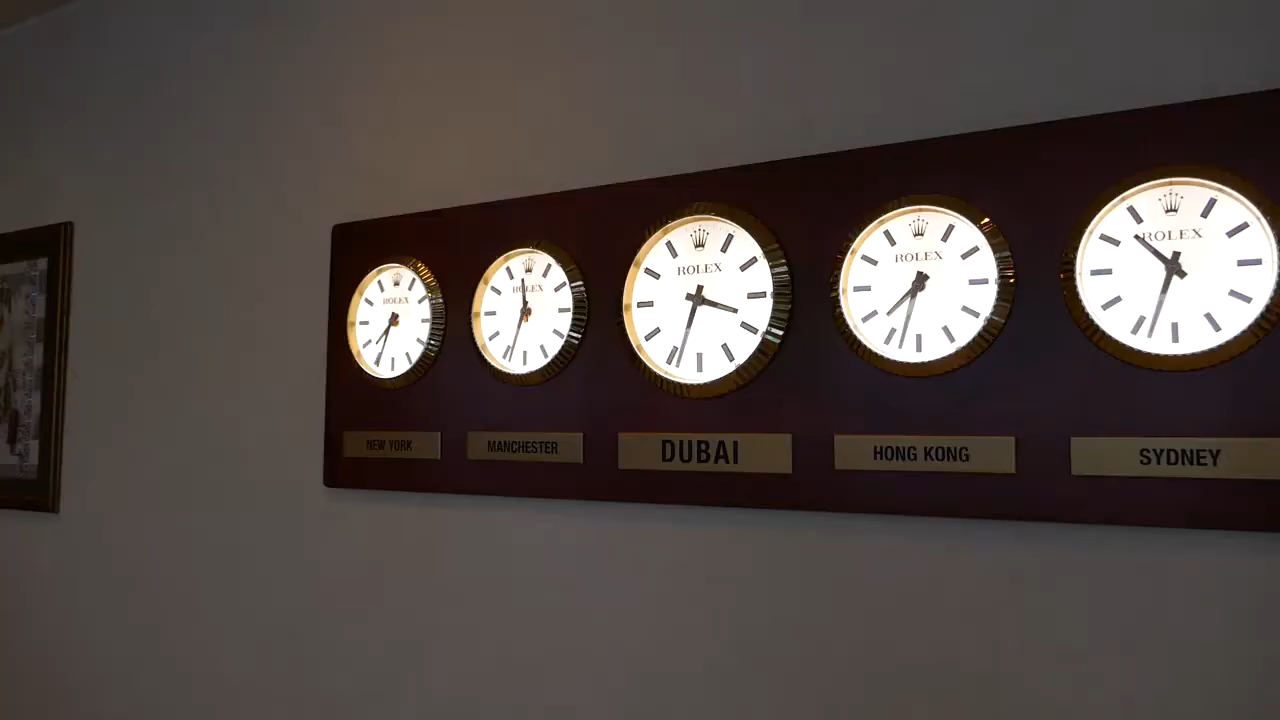 ROLEX
ROLEX
ROLEX
ROLEX
ROLEX
NEW YORK
MANCHESTER
DUBAI
HONG KONG
SYDNEY